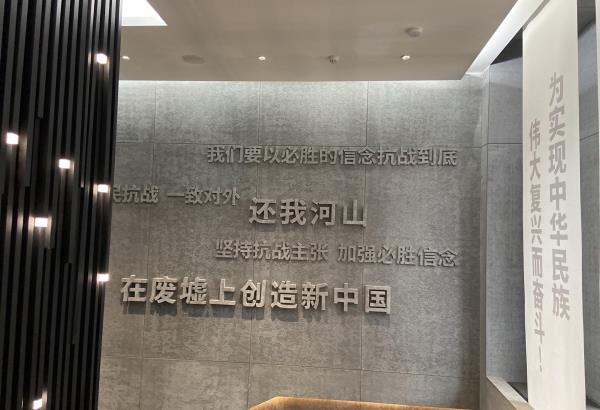 我们要以必胜的信念抗战到底
民抗战 一致对外
还我河山
坚持抗战主张 加强必胜信念
在废墟上创造新中国
为实现中华民族
伟大复兴而奋斗！